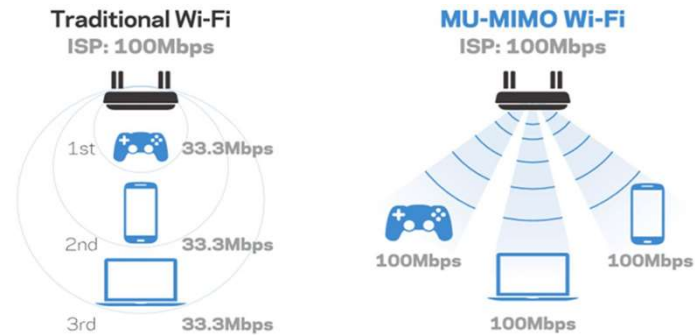 Traditional Wi-Fi
ISP: 100Mbps
1st 33.3Mbps
2nd 33.3Mbps
3rd 33.3Mbps
MU-MIMO Wi-Fi
ISP: 100Mbps
100Mbps
100Mbps
100Mbps